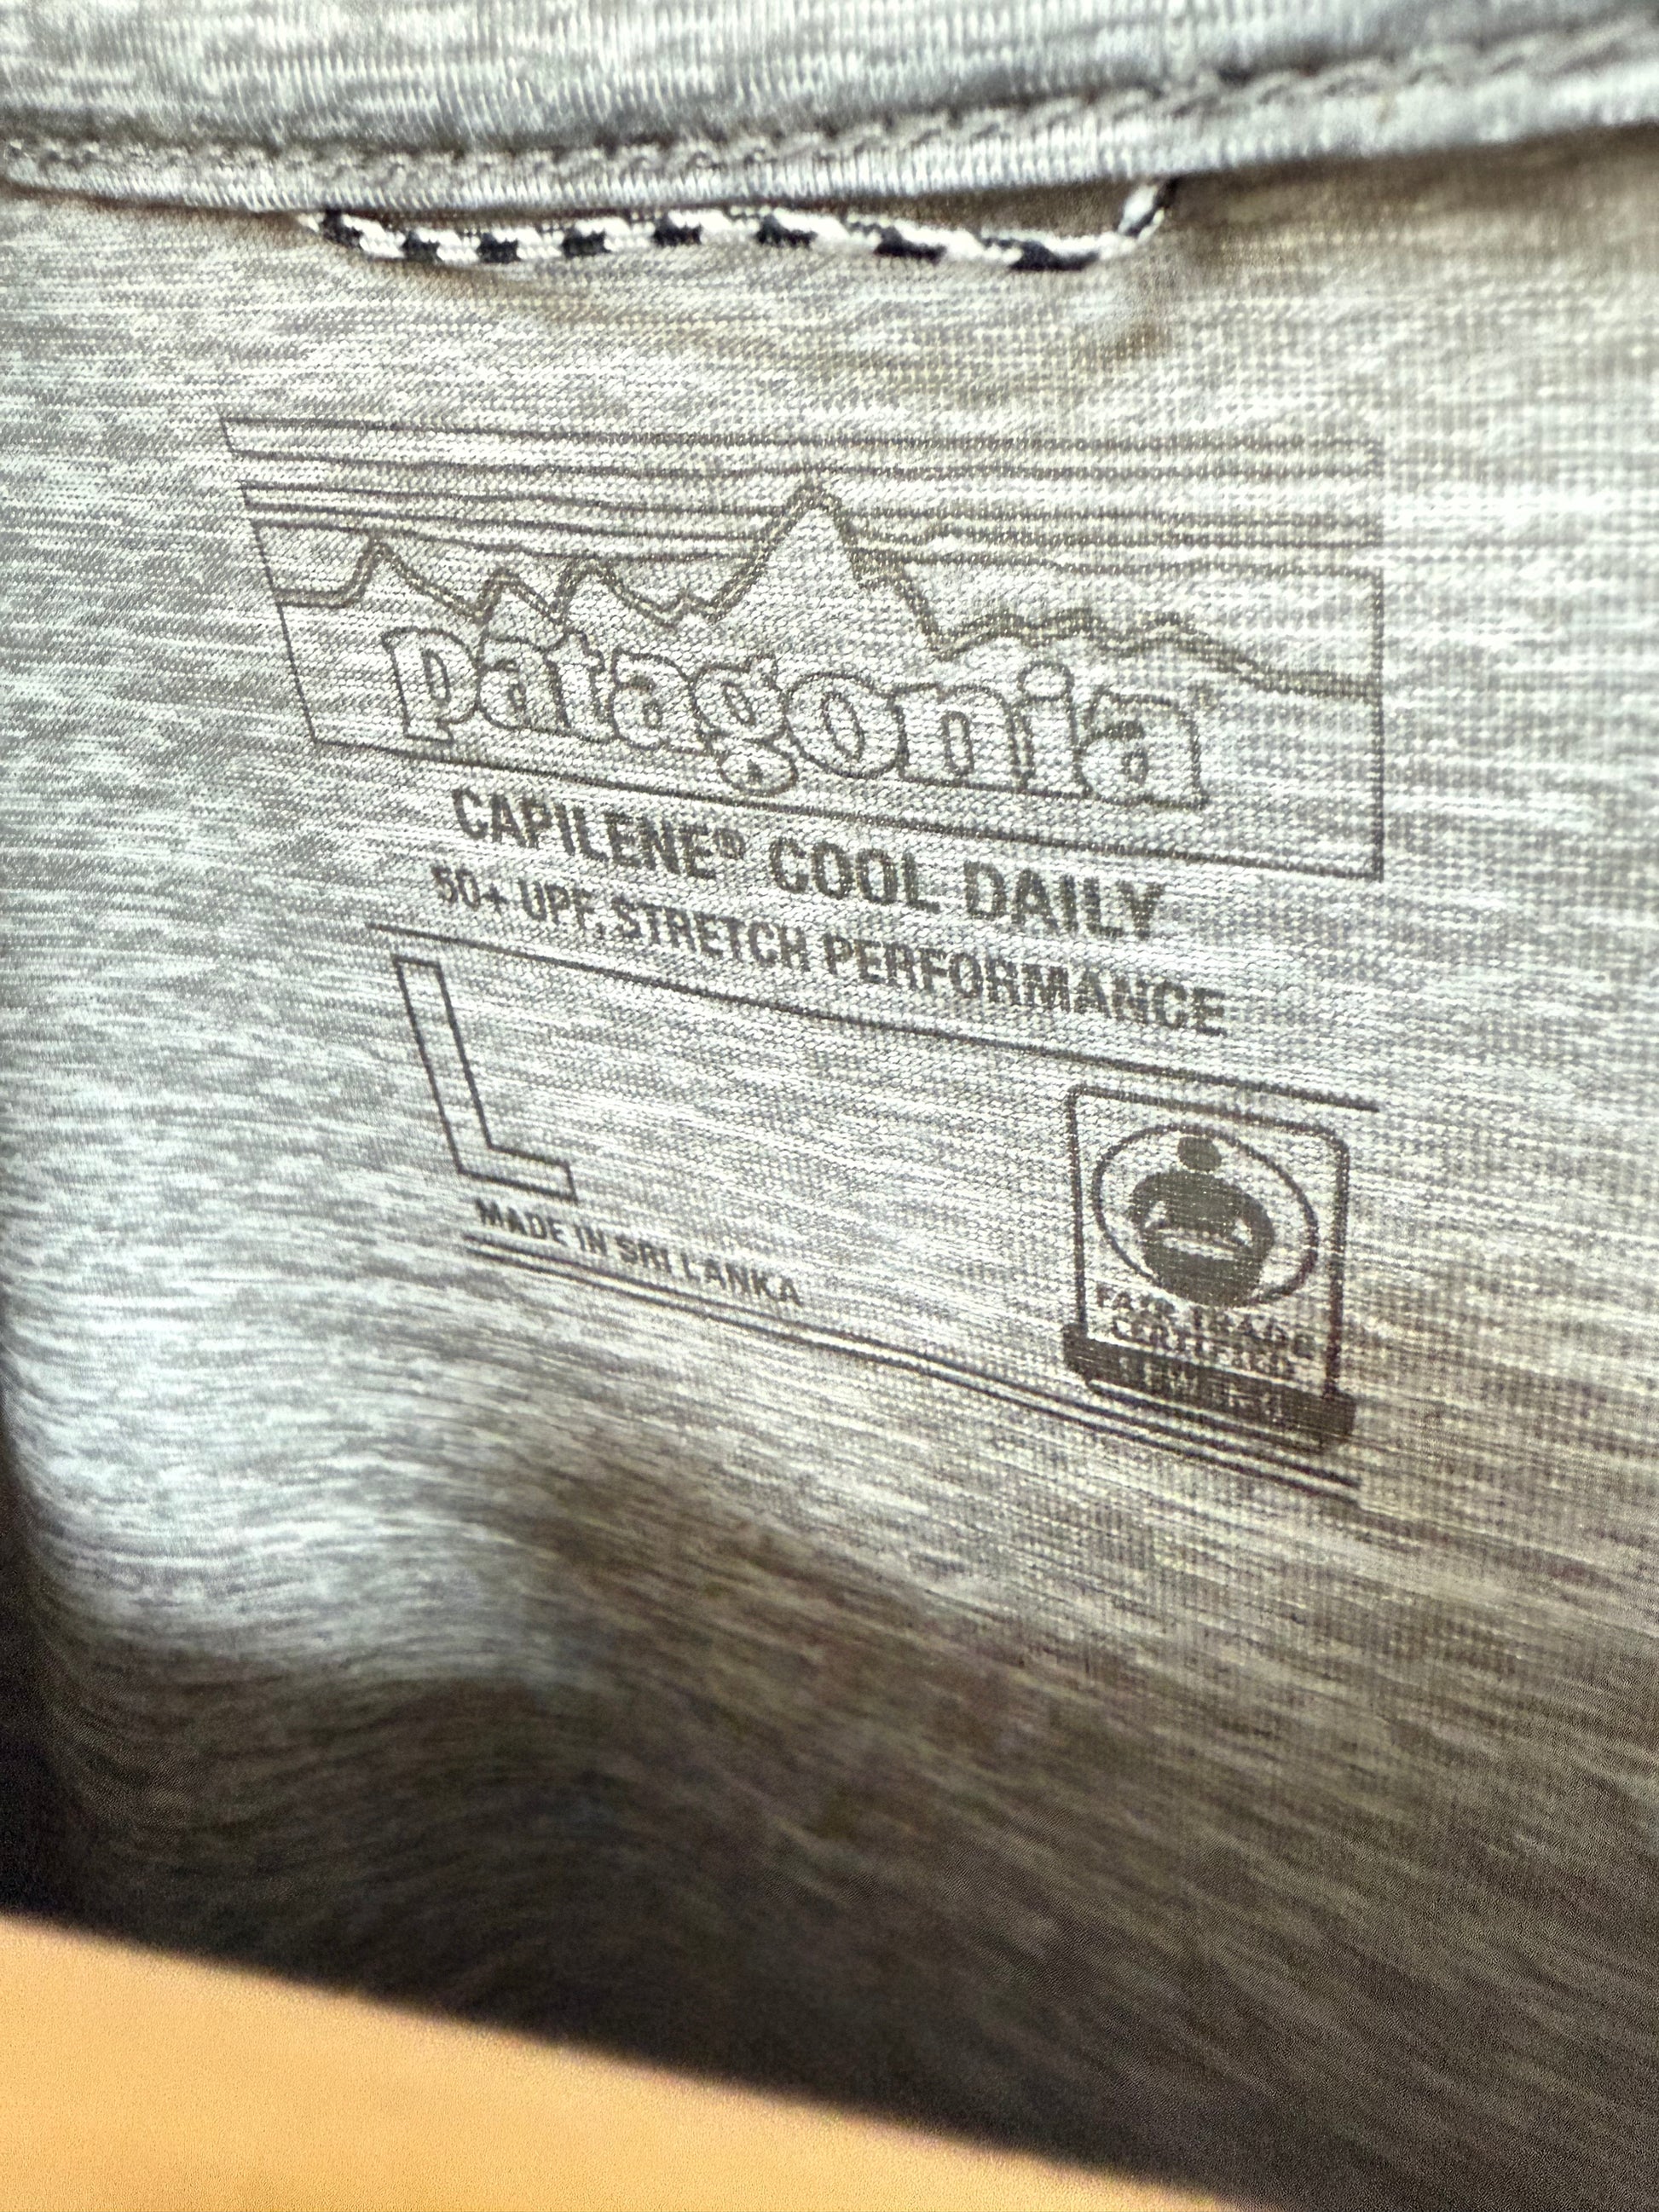 patagonia®
CAPILENE® COOL DAILY
50+ UPF, STRETCH PERFORMANCE
L
MADE IN SRI LANKA
FAIR TRADE
CERTIFIED